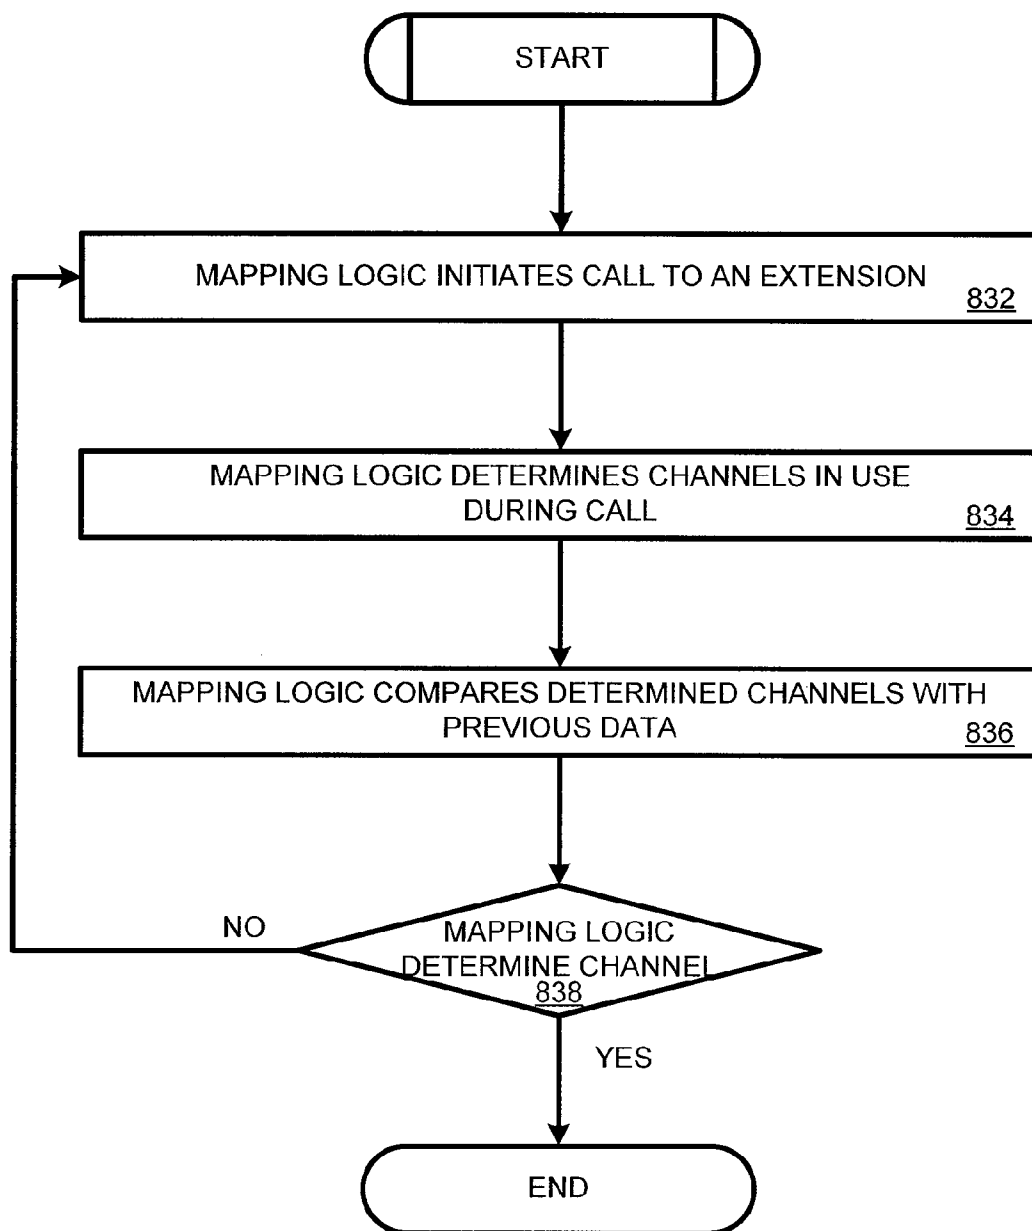 START
MAPPING LOGIC INITIATES CALL TO AN EXTENSION
832
MAPPING LOGIC DETERMINES CHANNELS IN USE
DURING CALL
834
MAPPING LOGIC COMPARES DETERMINED CHANNELS WITH
PREVIOUS DATA
836
NO
MAPPING LOGIC
DETERMINE CHANNEL
838
YES
END